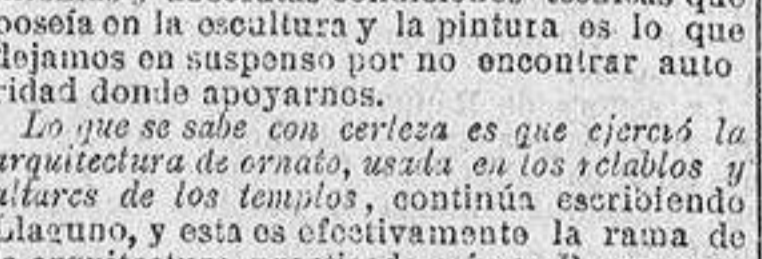 poseía en la escultura y la pintura es lo que
dejamos en suspenso por no encontrar auto
ridad donde apoyarnos.
Lo que se sabe con certeza es que ejerció la
arquitectura de ornato, usada en los retablos y
altares de los templos, continúa escribiendo
Llaguno, y esta es efectivamente la rama de